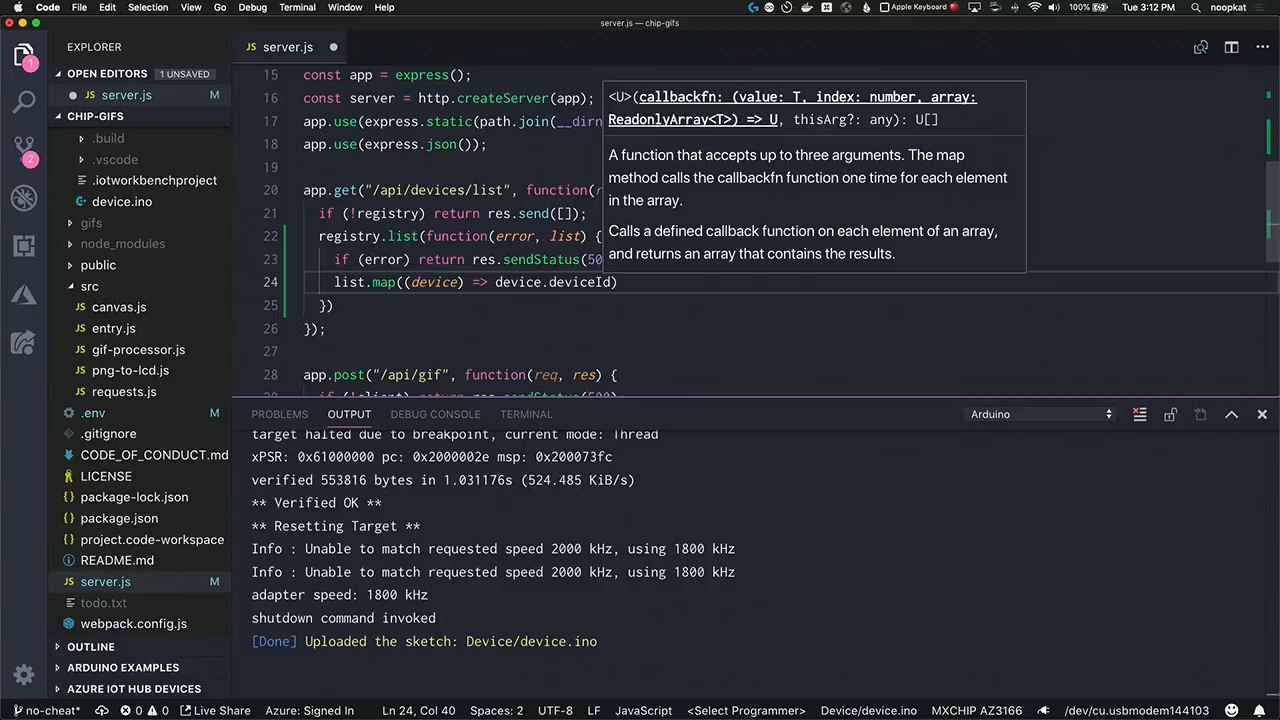 Code File Edit Selection View Go Debug Terminal Window Help
Apple Keyboard 100% Tue 3:12 PM noopkat
server.js — chip-gifs
EXPLORER
OPEN EDITORS 1 UNSAVED
JS server.js M
CHIP-GIFS
.build
.vscode
.iotworkbenchproject
device.ino
gifs
node_modules
public
src
JS canvas.js
JS entry.js
JS gif-processor.js
JS png-to-lcd.js
JS requests.js
.env M
.gitignore
CODE_OF_CONDUCT.md
LICENSE
{} package-lock.json
{} package.json
{} project.code-workspace
README.md
JS server.js M
todo.txt
webpack.config.js
OUTLINE
ARDUINO EXAMPLES
AZURE IOT HUB DEVICES
1
2
JS server.js
15 const app = express();
16 const server = http.createServer(app);
17 app.use(express.static(path.join(__dirn
18 app.use(express.json());
19
20 app.get("/api/devices/list", function(r
21 if (!registry) return res.send([]);
22 registry.list(function(error, list) {
23 if (error) return res.sendStatus(50
24 list.map((device) => device.deviceId)
25 })
26 });
27
28 app.post("/api/gif", function(req, res) {
<U>(callbackfn: (value: T, index: number, array:
ReadonlyArray<T>) => U, thisArg?: any): U[]
A function that accepts up to three arguments. The map
method calls the callbackfn function one time for each element
in the array.
Calls a defined callback function on each element of an array,
and returns an array that contains the results.
PROBLEMS OUTPUT DEBUG CONSOLE TERMINAL Arduino
target halted due to breakpoint, current mode: Thread
xPSR: 0x61000000 pc: 0x2000002e msp: 0x200073fc
verified 553816 bytes in 1.031176s (524.485 KiB/s)
** Verified OK **
** Resetting Target **
Info : Unable to match requested speed 2000 kHz, using 1800 kHz
Info : Unable to match requested speed 2000 kHz, using 1800 kHz
adapter speed: 1800 kHz
shutdown command invoked
[Done] Uploaded the sketch: Device/device.ino
no-cheat* 0 0 Live Share Azure: Signed In Ln 24, Col 40 Spaces: 2 UTF-8 LF JavaScript <Select Programmer> Device/device.ino MXCHIP AZ3166 /dev/cu.usbmodem144103